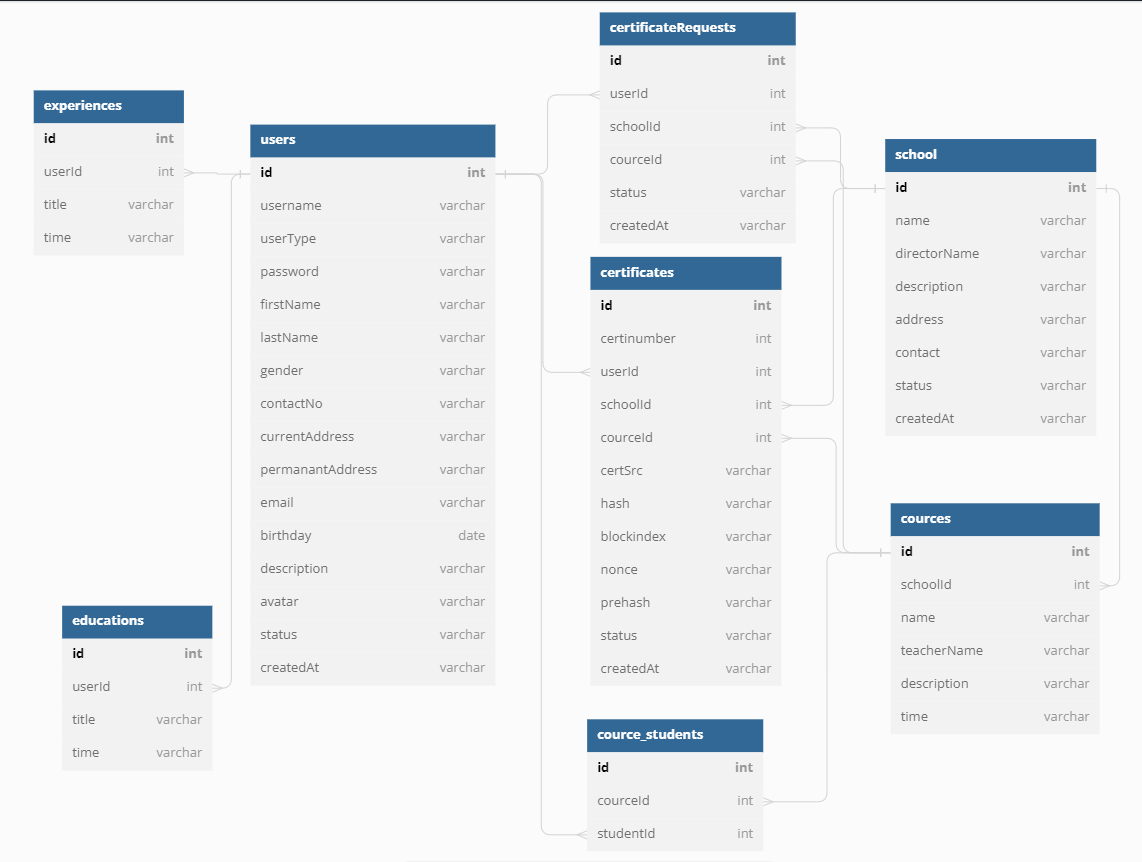 certificateRequests
id int
userId int
schoolId int
courceId int
status varchar
createdAt varchar
experiences
id int
userId int
title varchar
time varchar
users
id int
username varchar
userType varchar
password varchar
firstName varchar
lastName varchar
gender varchar
contactNo varchar
currentAddress varchar
permanantAddress varchar
email varchar
birthday date
description varchar
avatar varchar
status varchar
createdAt varchar
school
id int
name varchar
directorName varchar
description varchar
address varchar
contact varchar
status varchar
createdAt varchar
certificates
id int
certinumber int
userId int
schoolId int
courceId int
certSrc varchar
hash varchar
blockindex varchar
nonce varchar
prehash varchar
status varchar
createdAt varchar
cources
id int
schoolId int
name varchar
teacherName varchar
description varchar
time varchar
educations
id int
userId int
title varchar
time varchar
cource_students
id int
courceId int
studentId int